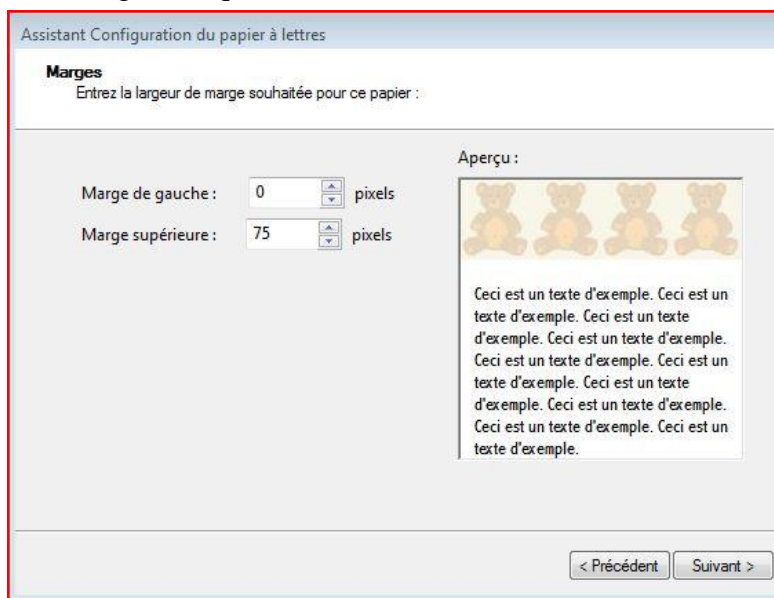 Assistant Configuration du papier à lettres
Marges
Entrez la largeur de marge souhaitée pour ce papier :
Aperçu :
Marge de gauche : 0 pixels
Marge supérieure : 75 pixels
Ceci est un texte d'exemple. Ceci est un
texte d'exemple. Ceci est un texte
d'exemple. Ceci est un texte d'exemple.
Ceci est un texte d'exemple. Ceci est un
texte d'exemple. Ceci est un texte
d'exemple. Ceci est un texte d'exemple.
Ceci est un texte d'exemple. Ceci est un
texte d'exemple.
< Précédent Suivant >